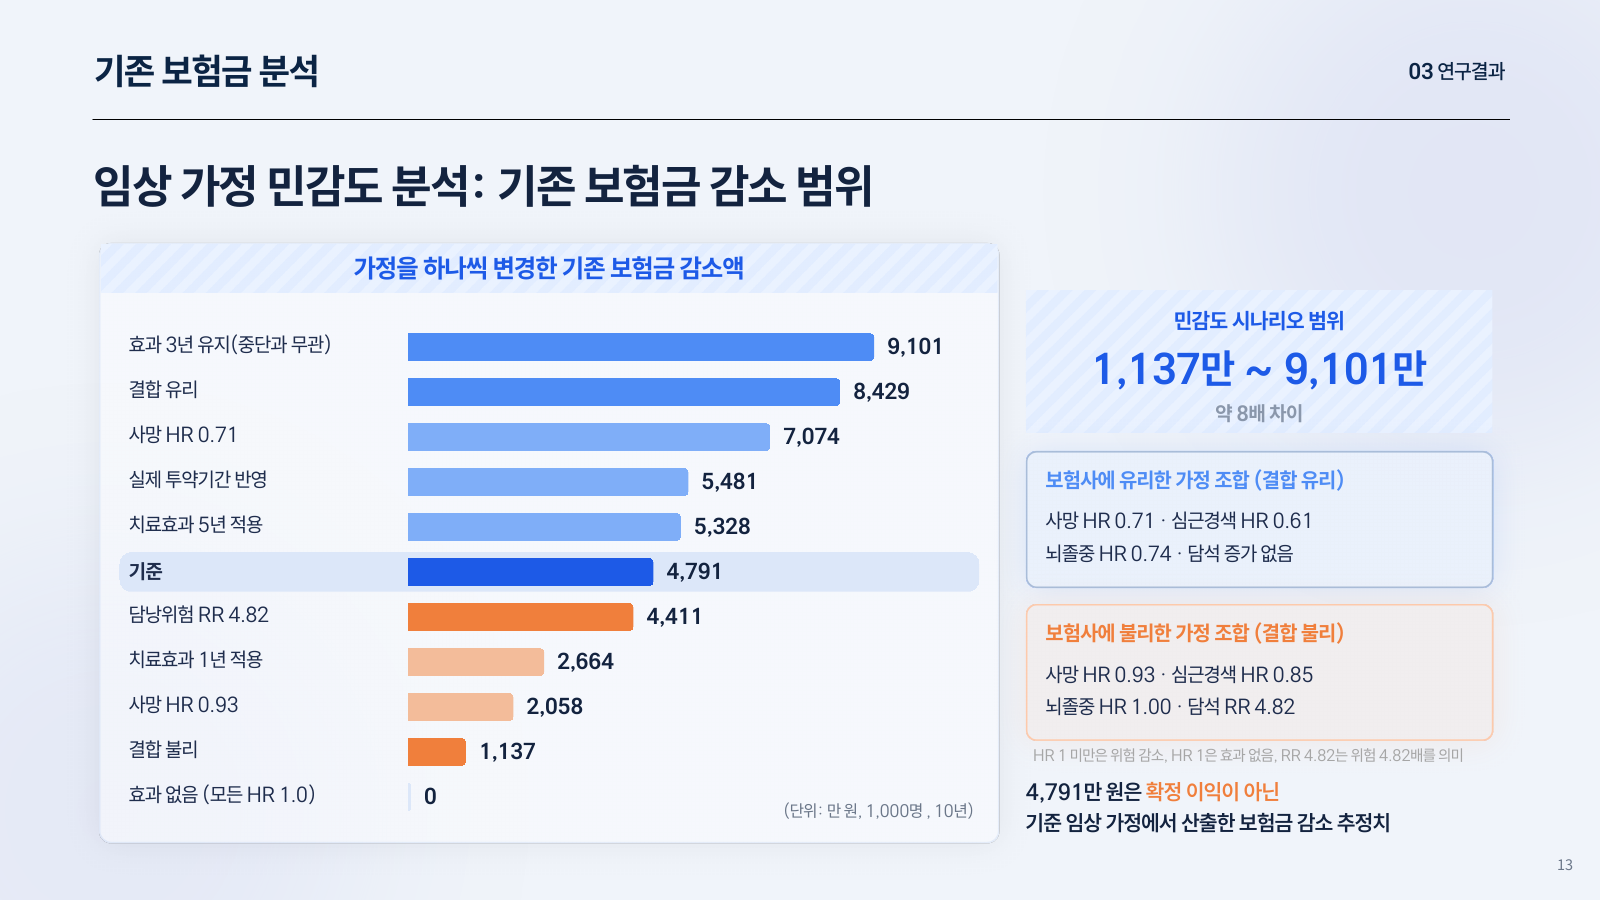 기존 보험금 분석
03 연구결과
임상 가정 민감도 분석: 기존 보험금 감소 범위
가정을 하나씩 변경한 기존 보험금 감소액
효과 3년 유지(중단과 무관) 9,101
결합 유리 8,429
사망 HR 0.71 7,074
실제 투약기간 반영 5,481
치료효과 5년 적용 5,328
기준 4,791
담낭위험 RR 4.82 4,411
치료효과 1년 적용 2,664
사망 HR 0.93 2,058
결합 불리 1,137
효과 없음 (모든 HR 1.0) 0
(단위: 만 원, 1,000명 , 10년)
민감도 시나리오 범위
1,137만 ~ 9,101만
약 8배 차이
보험사에 유리한 가정 조합 (결합 유리)
사망 HR 0.71 · 심근경색 HR 0.61
뇌졸중 HR 0.74 · 담석 증가 없음
보험사에 불리한 가정 조합 (결합 불리)
사망 HR 0.93 · 심근경색 HR 0.85
뇌졸중 HR 1.00 · 담석 RR 4.82
HR 1 미만은 위험 감소, HR 1은 효과 없음, RR 4.82는 위험 4.82배를 의미
4,791만 원은 확정 이익이 아닌
기준 임상 가정에서 산출한 보험금 감소 추정치
13